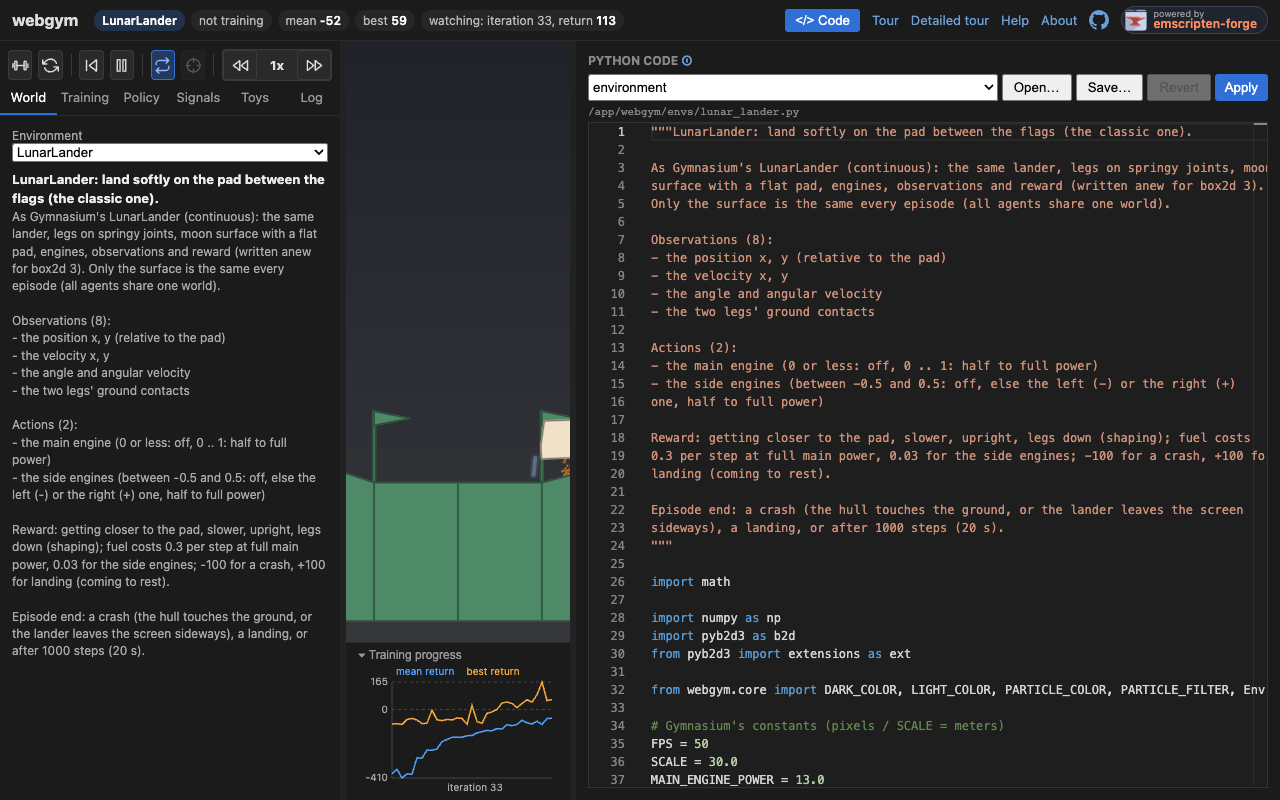 webgym
LunarLander
not training
mean -52
best 59
watching: iteration 33, return 113
</> Code
Tour
Detailed tour
Help
About
powered by
emscripten-forge
1x
World
Training
Policy
Signals
Toys
Log
Environment
LunarLander
LunarLander: land softly on the pad between the
flags (the classic one).
As Gymnasium's LunarLander (continuous): the same
lander, legs on springy joints, moon surface with a flat
pad, engines, observations and reward (written anew
for box2d 3). Only the surface is the same every
episode (all agents share one world).
Observations (8):
- the position x, y (relative to the pad)
- the velocity x, y
- the angle and angular velocity
- the two legs' ground contacts
Actions (2):
- the main engine (0 or less: off, 0 .. 1: half to full
power)
- the side engines (between -0.5 and 0.5: off, else the
left (-) or the right (+) one, half to full power)
Reward: getting closer to the pad, slower, upright, legs
down (shaping); fuel costs 0.3 per step at full main
power, 0.03 for the side engines; -100 for a crash, +100
for landing (coming to rest).
Episode end: a crash (the hull touches the ground, or
the lander leaves the screen sideways), a landing, or
after 1000 steps (20 s).
Training progress
mean return
best return
165
0
-410
iteration 33
PYTHON CODE
environment
Open...
Save...
Revert
Apply
/app/webgym/envs/lunar_lander.py
1 """LunarLander: land softly on the pad between the flags (the classic one).
2
3 As Gymnasium's LunarLander (continuous): the same lander, legs on springy joints, moon
4 surface with a flat pad, engines, observations and reward (written anew for box2d 3).
5 Only the surface is the same every episode (all agents share one world).
6
7 Observations (8):
8 - the position x, y (relative to the pad)
9 - the velocity x, y
10 - the angle and angular velocity
11 - the two legs' ground contacts
12
13 Actions (2):
14 - the main engine (0 or less: off, 0 .. 1: half to full power)
15 - the side engines (between -0.5 and 0.5: off, else the left (-) or the right (+)
16 one, half to full power)
17
18 Reward: getting closer to the pad, slower, upright, legs down (shaping); fuel costs
19 0.3 per step at full main power, 0.03 for the side engines; -100 for a crash, +100 fo
20 landing (coming to rest).
21
22 Episode end: a crash (the hull touches the ground, or the lander leaves the screen
23 sideways), a landing, or after 1000 steps (20 s).
24 """
25
26 import math
27
28 import numpy as np
29 import pyb2d3 as b2d
30 from pyb2d3 import extensions as ext
31
32 from webgym.core import DARK_COLOR, LIGHT_COLOR, PARTICLE_COLOR, PARTICLE_FILTER, Env
33
34 # Gymnasium's constants (pixels / SCALE = meters)
35 FPS = 50
36 SCALE = 30.0
37 MAIN_ENGINE_POWER = 13.0